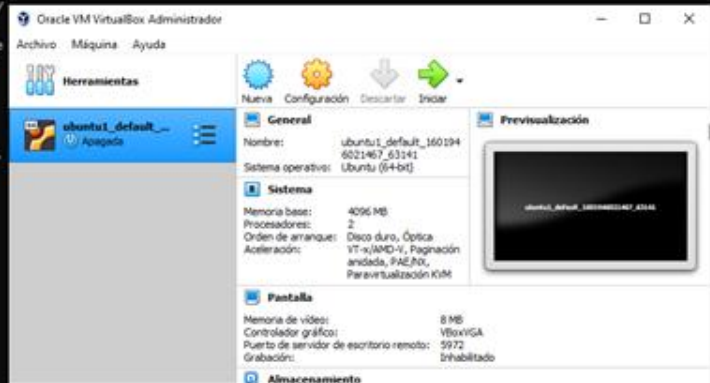 Oracle VM VirtualBox Administrador
Archivo Máquina Ayuda
Herramientas
Nueva Configuración Descartar Iniciar
ubuntu1_default_...
Apagada
General
Nombre: ubuntu1_default_160194
6021467_63141
Sistema operativo: Ubuntu (64-bit)
Sistema
Memoria base: 4096 MB
Procesadores: 2
Orden de arranque: Disco duro, Óptica
Aceleración: VT-x/AMD-V, Paginación
anidada, PAE/NX,
Paravirtualización KVM
Previsualización
ubuntu1_default_1601946021467_63141
Pantalla
Memoria de vídeo: 8 MB
Controlador gráfico: VBoxVGA
Puerto de servidor de escritorio remoto: 5972
Grabación: Inhabilitado
Almacenamiento